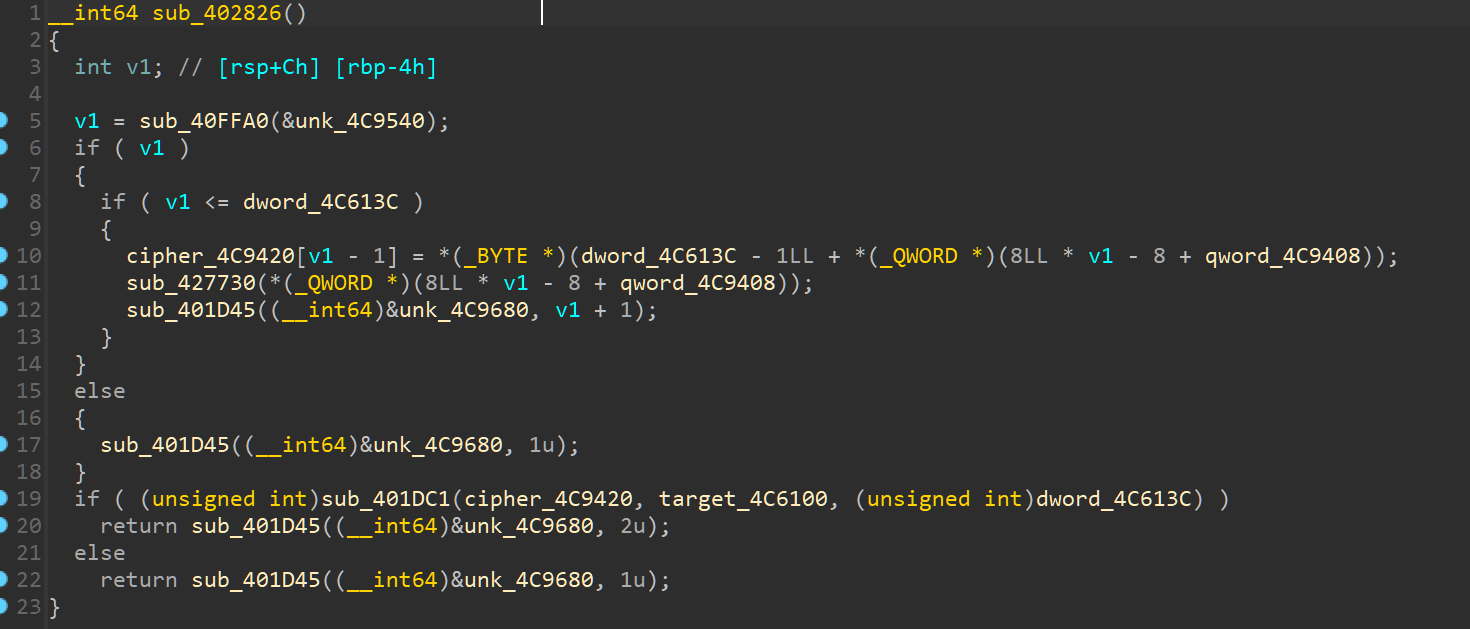 1 __int64 sub_402826()
2 {
3   int v1; // [rsp+Ch] [rbp-4h]
4
5   v1 = sub_40FFA0(&unk_4C9540);
6   if ( v1 )
7   {
8     if ( v1 <= dword_4C613C )
9     {
10       cipher_4C9420[v1 - 1] = *(_BYTE *)(dword_4C613C - 1LL + *(_QWORD *)(8LL * v1 - 8 + qword_4C9408));
11       sub_427730(*(_QWORD *)(8LL * v1 - 8 + qword_4C9408));
12       sub_401D45((__int64)&unk_4C9680, v1 + 1);
13     }
14   }
15   else
16   {
17     sub_401D45((__int64)&unk_4C9680, 1u);
18   }
19   if ( (unsigned int)sub_401DC1(cipher_4C9420, target_4C6100, (unsigned int)dword_4C613C) )
20     return sub_401D45((__int64)&unk_4C9680, 2u);
21   else
22     return sub_401D45((__int64)&unk_4C9680, 1u);
23 }